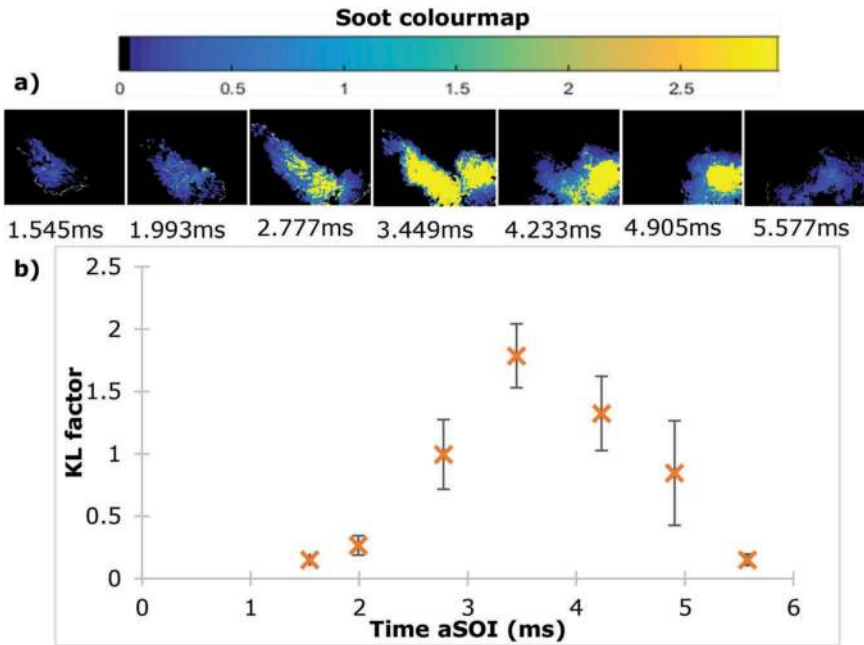 Soot colourmap
a)
0 0.5 1 1.5 2 2.5
1.545ms 1.993ms 2.777ms 3.449ms 4.233ms 4.905ms 5.577ms
b)
2.5
2
1.5
1
0.5
0
KL factor
0 1 2 3 4 5 6
Time aSOI (ms)